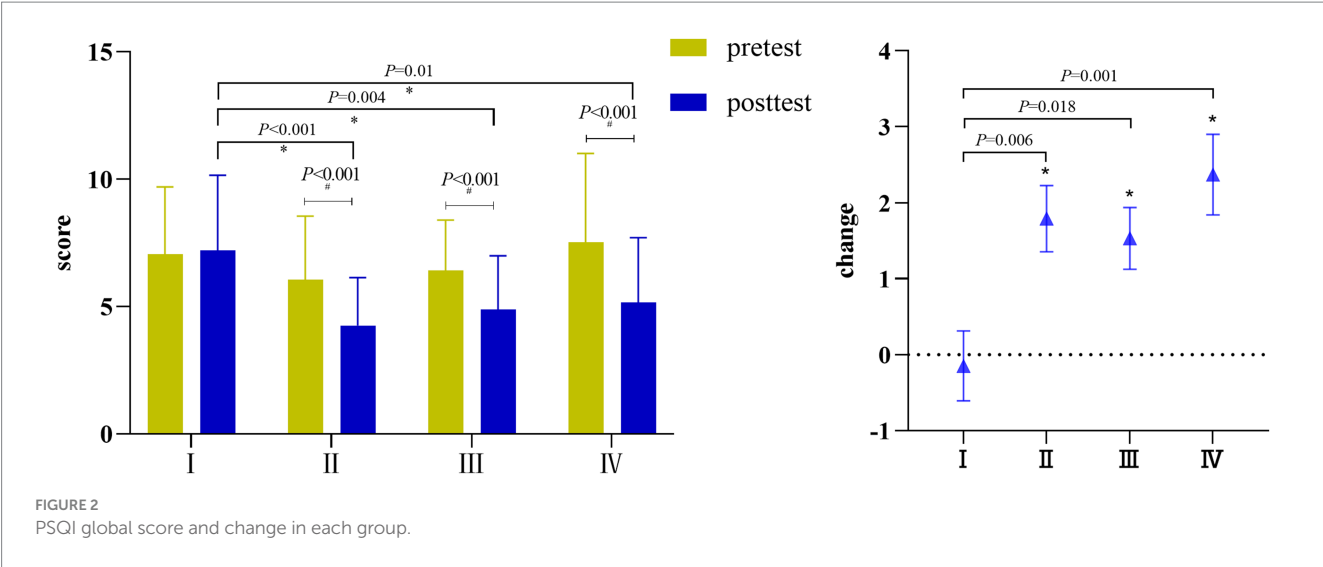 15
10
5
0
score
pretest
posttest
P=0.01
*
P=0.004
*
P<0.001
*
P<0.001
#
P<0.001
#
P<0.001
#
I
II
III
IV
4
3
2
1
0
-1
change
P=0.001
P=0.018
P=0.006
*
*
*
I
II
III
IV
FIGURE 2
PSQI global score and change in each group.